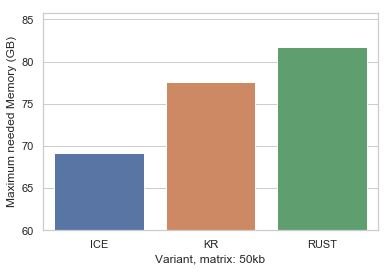 85
80
75
70
65
60
Maximum needed Memory (GB)
ICE
KR
RUST
Variant, matrix: 50kb